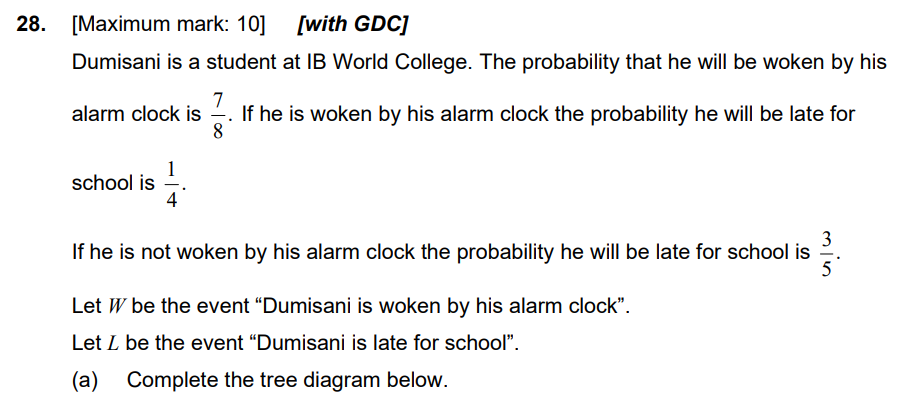 28. [Maximum mark: 10] [with GDC]
Dumisani is a student at IB World College. The probability that he will be woken by his
alarm clock is 7/8. If he is woken by his alarm clock the probability he will be late for
school is 1/4.
If he is not woken by his alarm clock the probability he will be late for school is 3/5.
Let W be the event “Dumisani is woken by his alarm clock”.
Let L be the event “Dumisani is late for school”.
(a) Complete the tree diagram below.